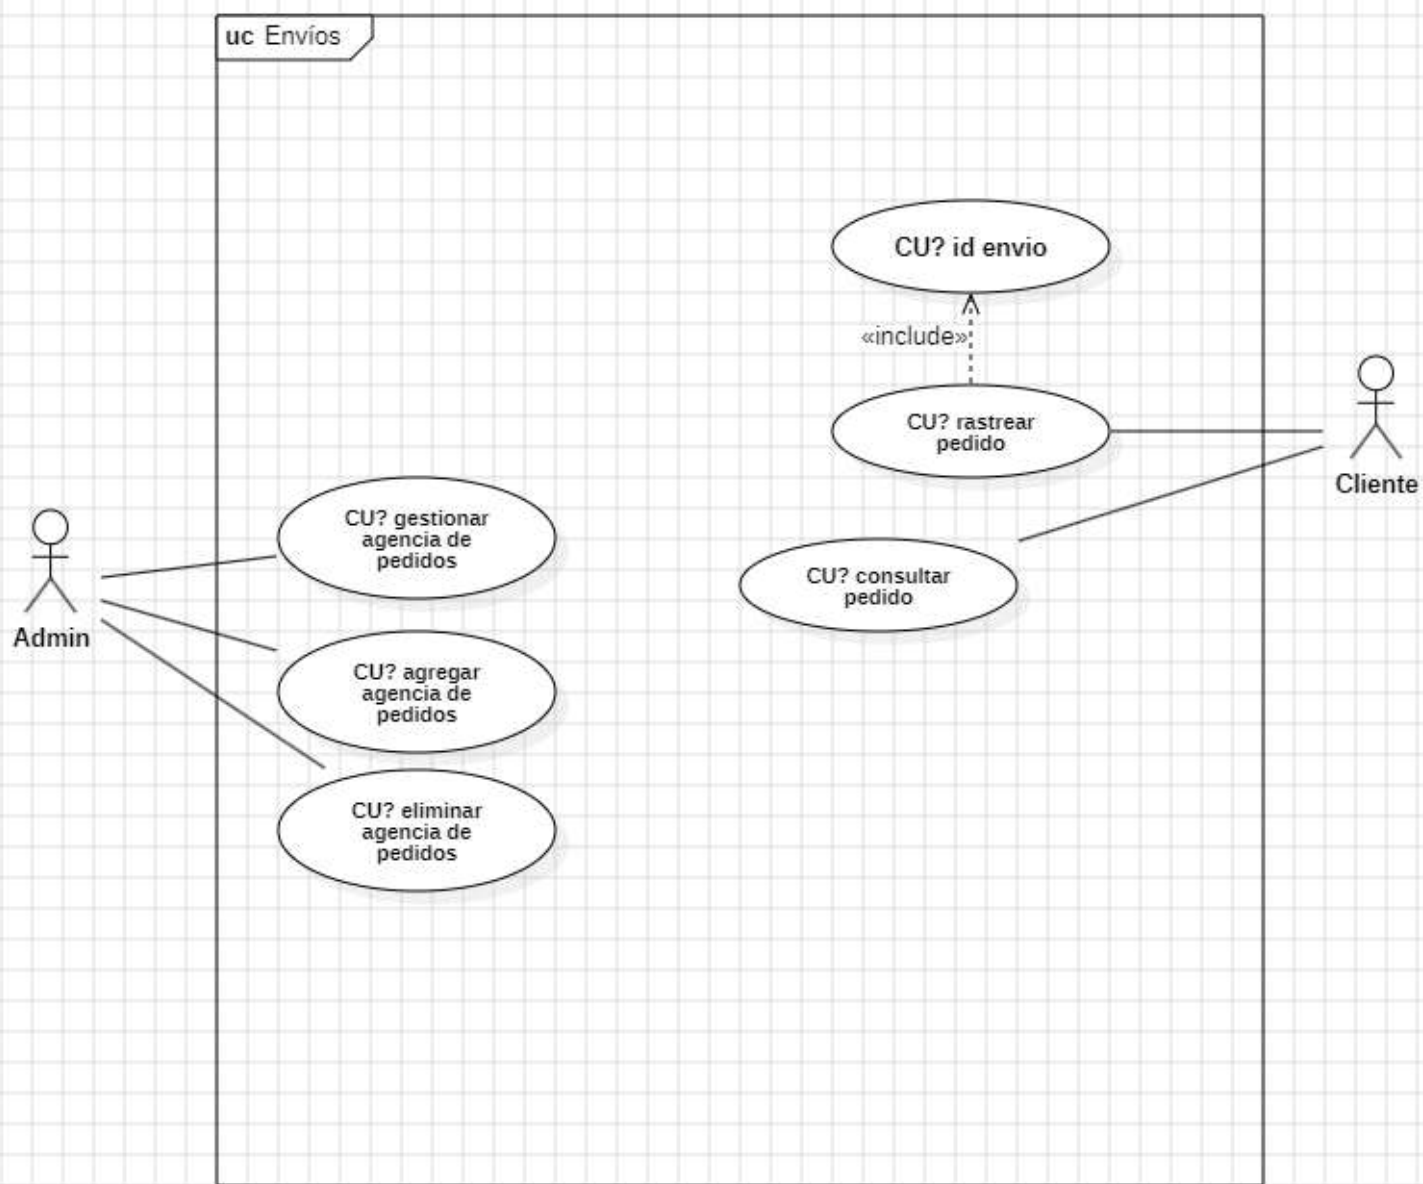 uc Envíos
CU? id envio
«include»
CU? rastrear
pedido
Cliente
CU? gestionar
agencia de
pedidos
Admin
CU? consultar
pedido
CU? agregar
agencia de
pedidos
CU? eliminar
agencia de
pedidos